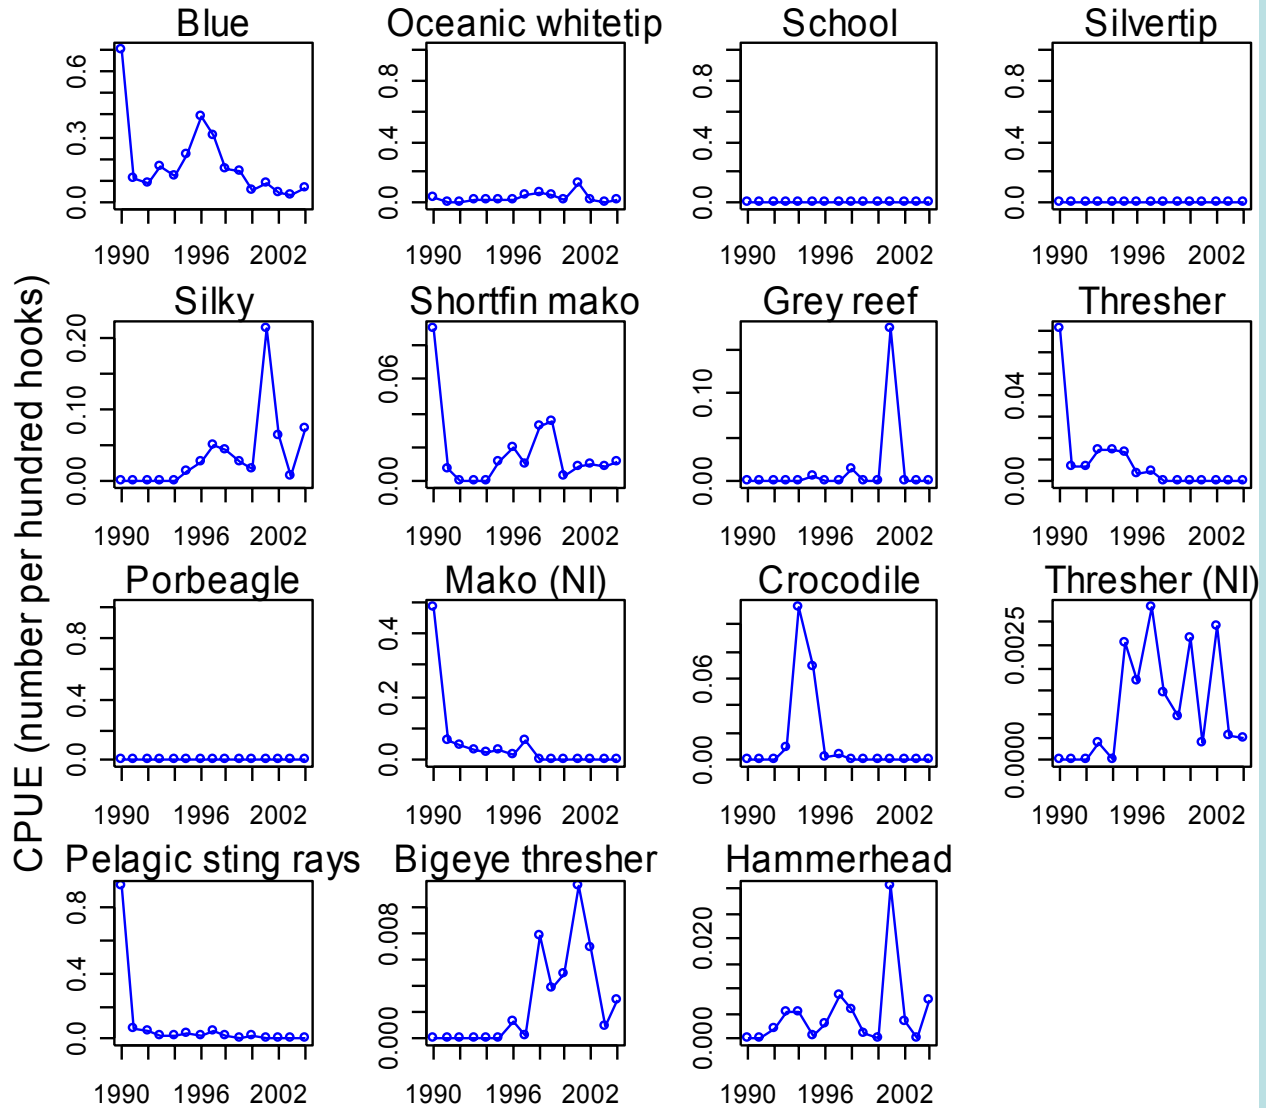 Blue Oceanic whitetip School Silvertip
0.0 0.3 0.6
0.0 0.4 0.8
0.0 0.4 0.8
0.0 0.4 0.8
1990 1996 2002 1990 1996 2002 1990 1996 2002 1990 1996 2002
CPUE (number per hundred hooks)
Silky Shortfin mako Grey reef Thresher
0.00 0.10 0.20
0.00 0.06
0.00 0.10
0.00 0.04
1990 1996 2002 1990 1996 2002 1990 1996 2002 1990 1996 2002
Porbeagle Mako (NI) Crocodile Thresher (NI)
0.0 0.4 0.8
0.0 0.2 0.4
0.00 0.06
0.0000 0.0025
1990 1996 2002 1990 1996 2002 1990 1996 2002 1990 1996 2002
Pelagic sting rays Bigeye thresher Hammerhead
0.0 0.4 0.8
0.000 0.008
0.000 0.020
1990 1996 2002 1990 1996 2002 1990 1996 2002